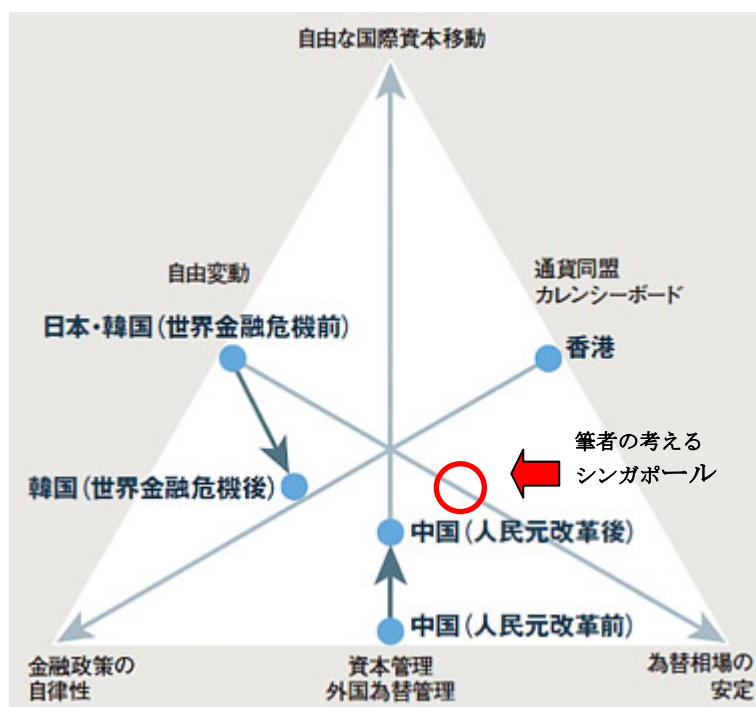 自由な国際資本移動
自由変動
通貨同盟
カレンシーボード
日本・韓国(世界金融危機前)
香港
筆者の考える
シンガポール
韓国(世界金融危機後)
中国(人民元改革後)
中国(人民元改革前)
金融政策の
自律性
資本管理
外国為替管理
為替相場の
安定